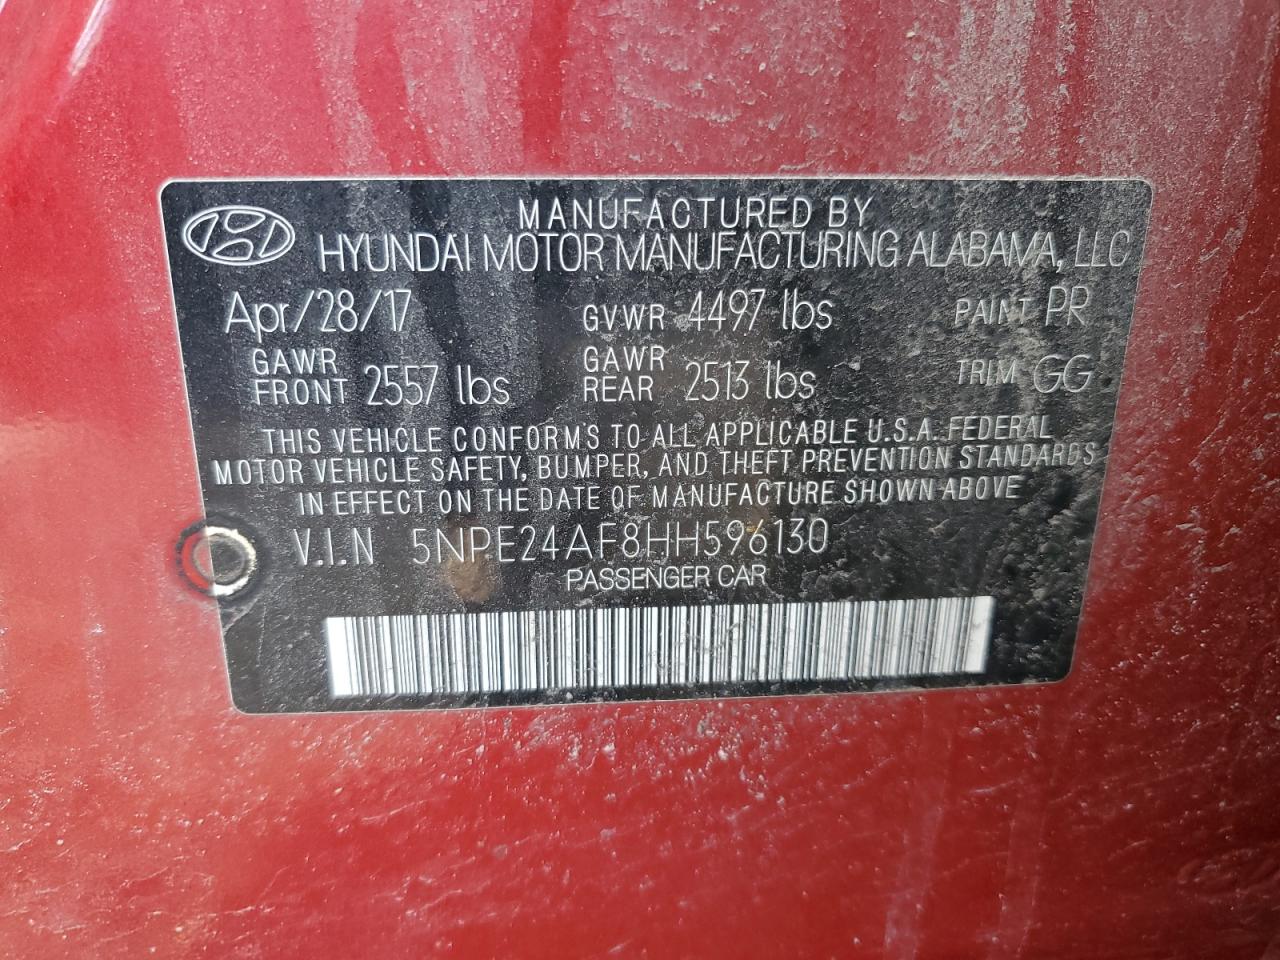 MANUFACTURED BY
HYUNDAI MOTOR MANUFACTURING ALABAMA, LLC
Apr/28/17 GVWR 4497 lbs PAINT PR
GAWR FRONT 2557 lbs GAWR REAR 2513 lbs TRIM GG
THIS VEHICLE CONFORMS TO ALL APPLICABLE U.S.A. FEDERAL
MOTOR VEHICLE SAFETY, BUMPER, AND THEFT PREVENTION STANDARDS
IN EFFECT ON THE DATE OF MANUFACTURE SHOWN ABOVE
V.I.N 5NPE24AF8HH596130
PASSENGER CAR